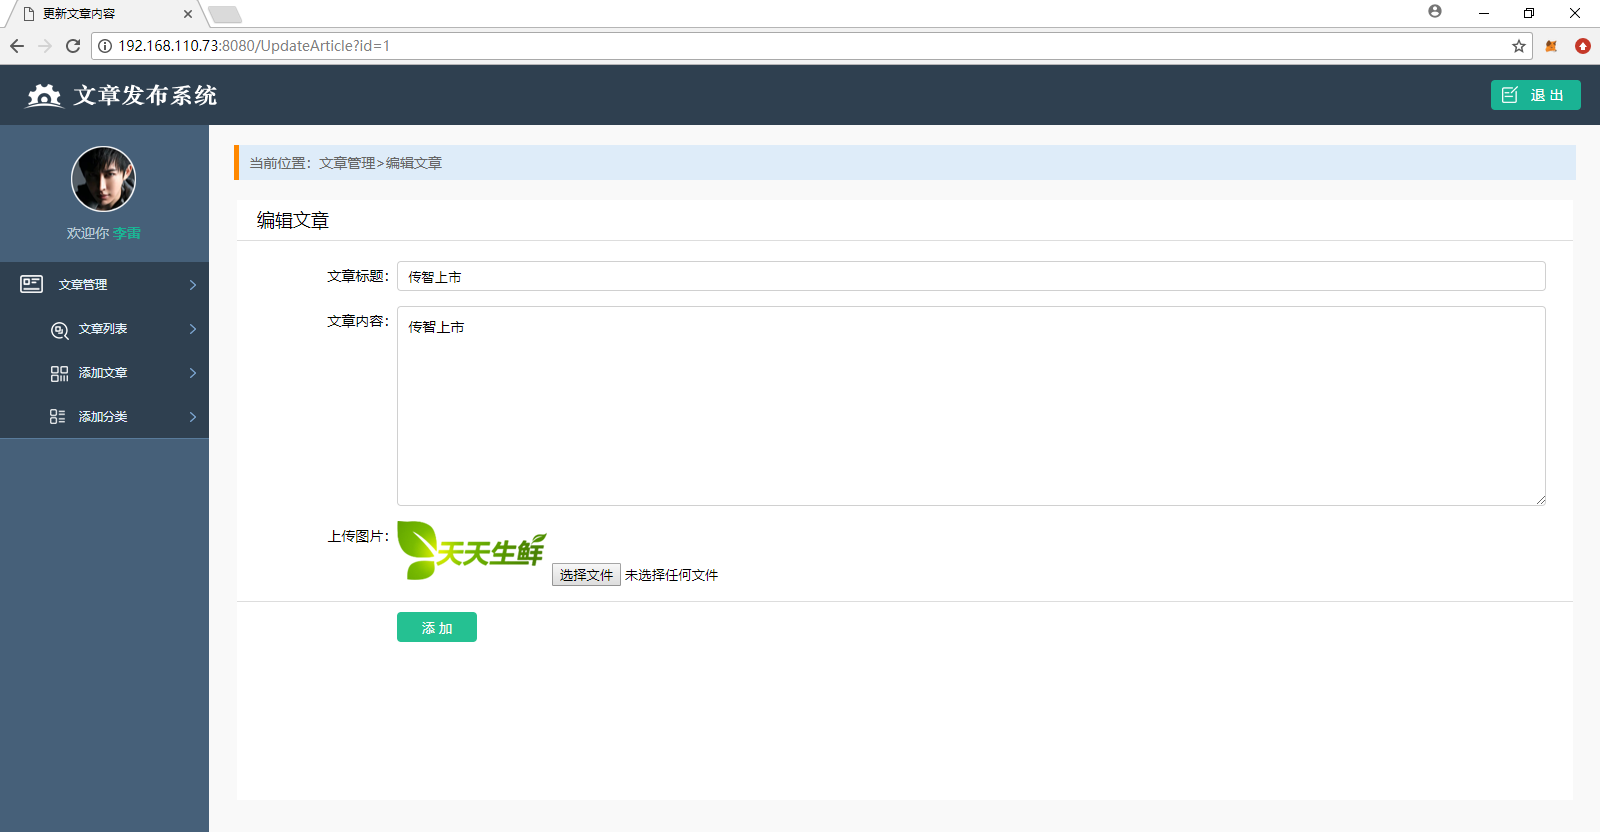 更新文章内容
192.168.110.73:8080/UpdateArticle?id=1
文章发布系统
退 出
欢迎你 李雷
文章管理
文章列表
添加文章
添加分类
当前位置：文章管理>编辑文章
编辑文章
文章标题：
传智上市
文章内容：
传智上市
上传图片：
天天生鲜
选择文件 未选择任何文件
添 加